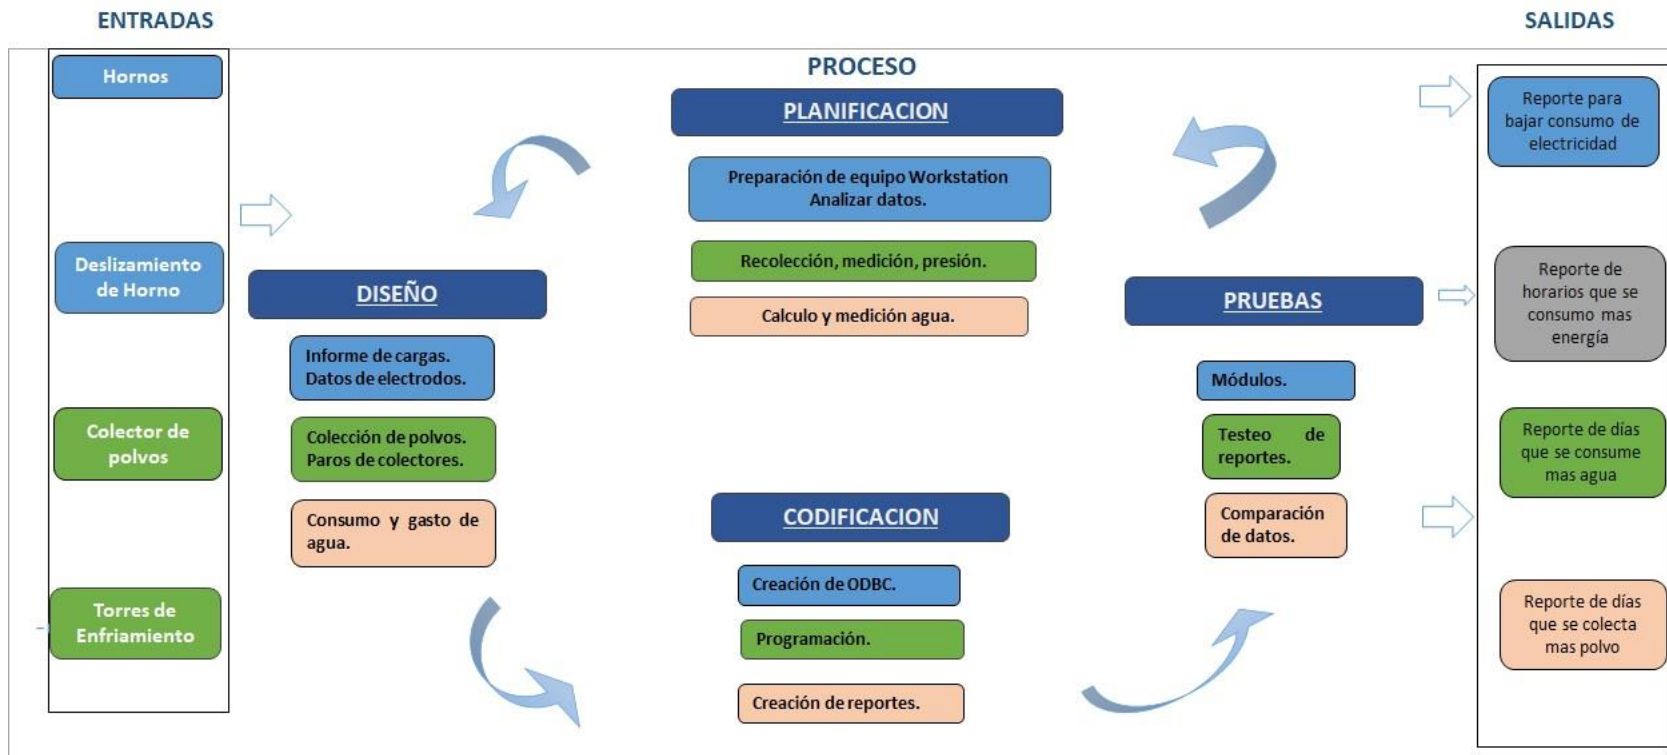 ENTRADAS
Hornos
Deslizamiento
de Horno
Colector de
polvos
Torres de
Enfriamiento
PROCESO
PLANIFICACION
Preparación de equipo Workstation
Analizar datos.
Recolección, medición, presión.
Calculo y medición agua.
DISEÑO
Informe de cargas.
Datos de electrodos.
Colección de polvos.
Paros de colectores.
Consumo y gasto de
agua.
CODIFICACION
Creación de ODBC.
Programación.
Creación de reportes.
PRUEBAS
Módulos.
Testeo de
reportes.
Comparación
de datos.
SALIDAS
Reporte para
bajar consumo de
electricidad
Reporte de
horarios que se
consumo mas
energía
Reporte de días
que se consume
mas agua
Reporte de días
que se colecta
mas polvo